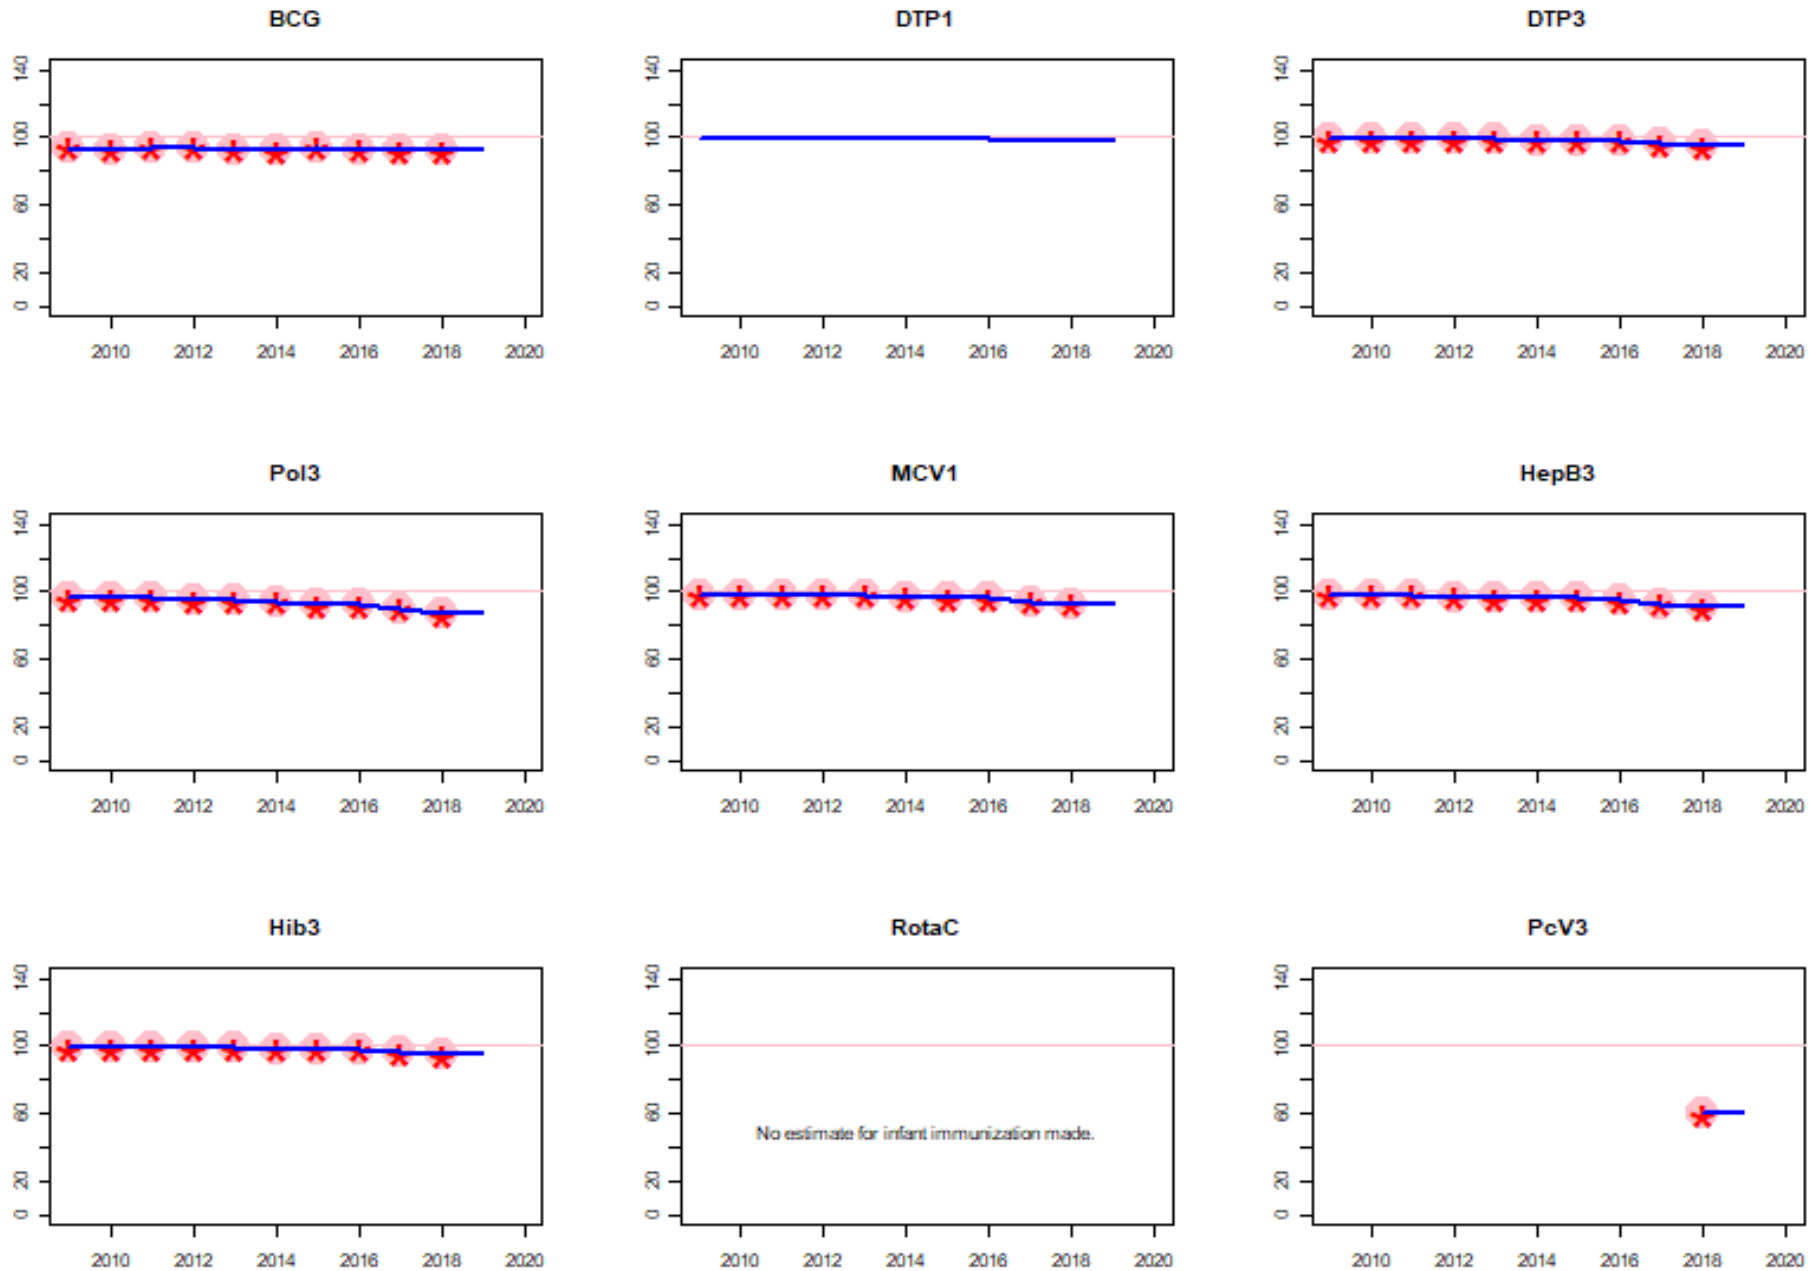 BCG DTP1 DTP3
140 140 140
100 100 100
60 60 60
20 20 20
0 0 0
2010 2012 2014 2016 2018 2020 2010 2012 2014 2016 2018 2020 2010 2012 2014 2016 2018 2020
Pol3 MCV1 HepB3
140 140 140
100 100 100
60 60 60
20 20 20
0 0 0
2010 2012 2014 2016 2018 2020 2010 2012 2014 2016 2018 2020 2010 2012 2014 2016 2018 2020
Hib3 RotaC PcV3
140 140 140
100 100 100
60 60 60
No estimate for infant immunization made.
20 20 20
0 0 0
2010 2012 2014 2016 2018 2020 2010 2012 2014 2016 2018 2020 2010 2012 2014 2016 2018 2020